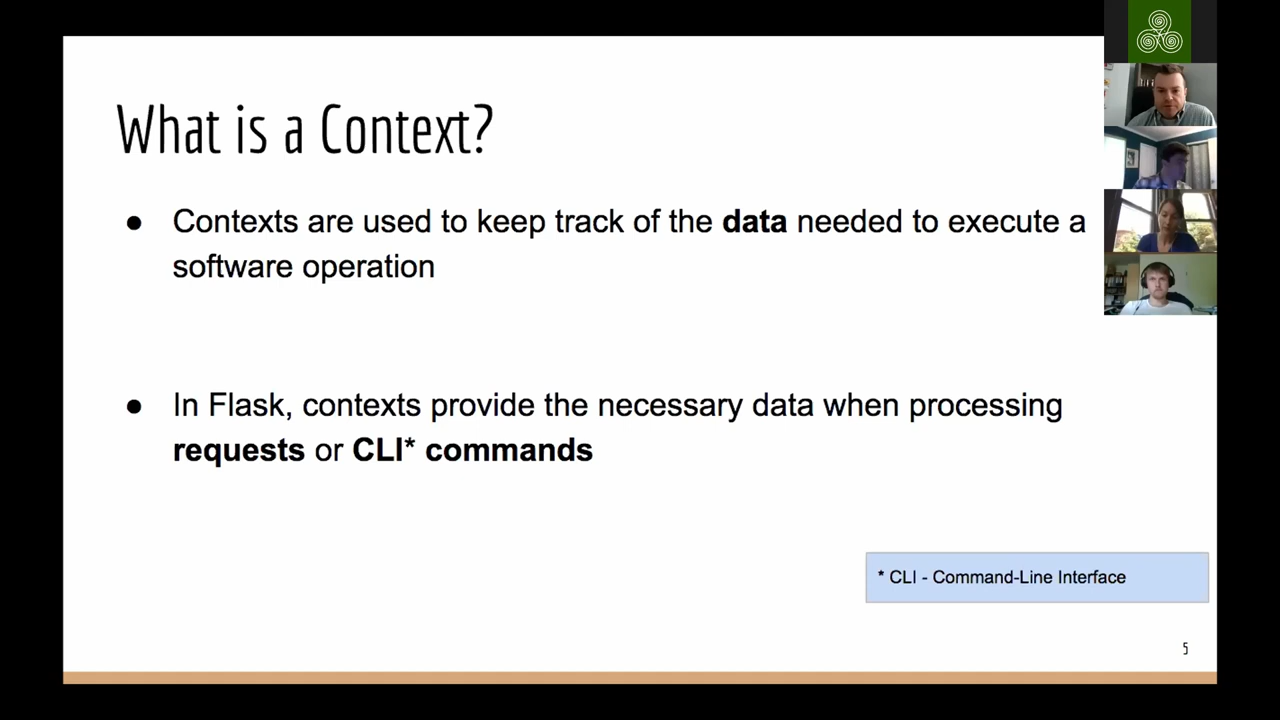 What is a Context?
● Contexts are used to keep track of the data needed to execute a
software operation
● In Flask, contexts provide the necessary data when processing
requests or CLI* commands
* CLI - Command-Line Interface
5